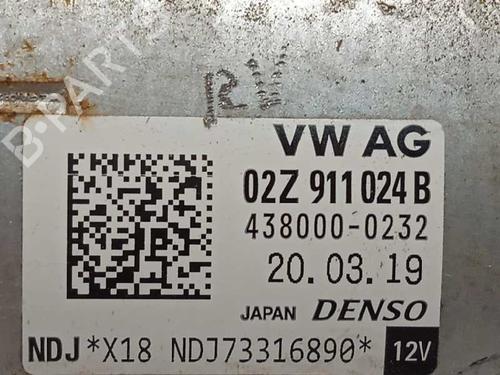 RV
VW AG
02Z 911 024 B
438000-0232
20.03.19
JAPAN DENSO
NDJ *X18 NDJ73316890* 12V
B-PARTS